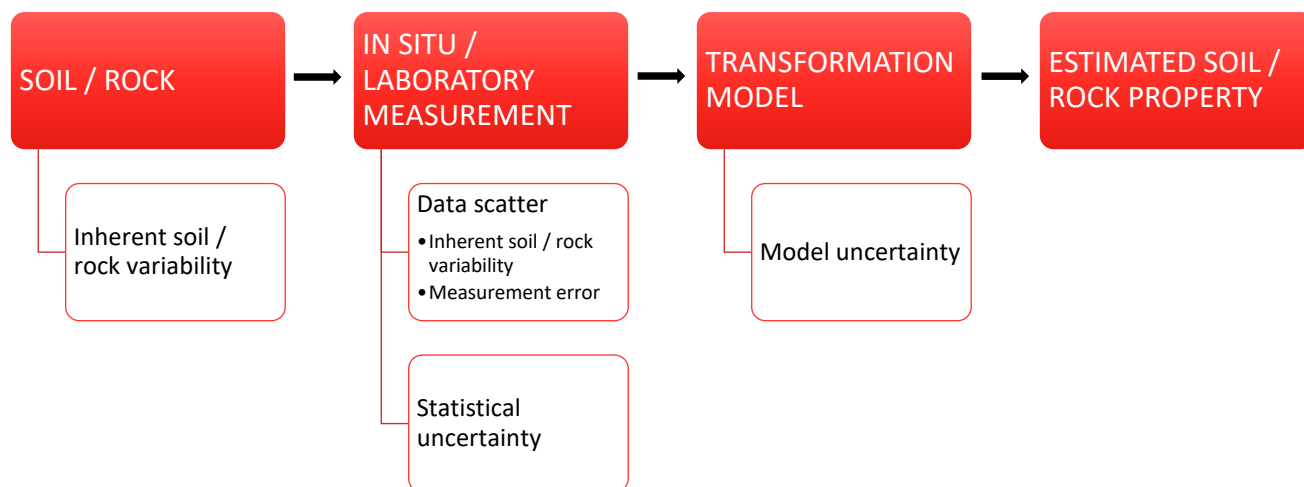 SOIL / ROCK
IN SITU /
LABORATORY
MEASUREMENT
TRANSFORMATION
MODEL
ESTIMATED SOIL /
ROCK PROPERTY
Inherent soil /
rock variability
Data scatter
•Inherent soil / rock
variability
•Measurement error
Statistical
uncertainty
Model uncertainty